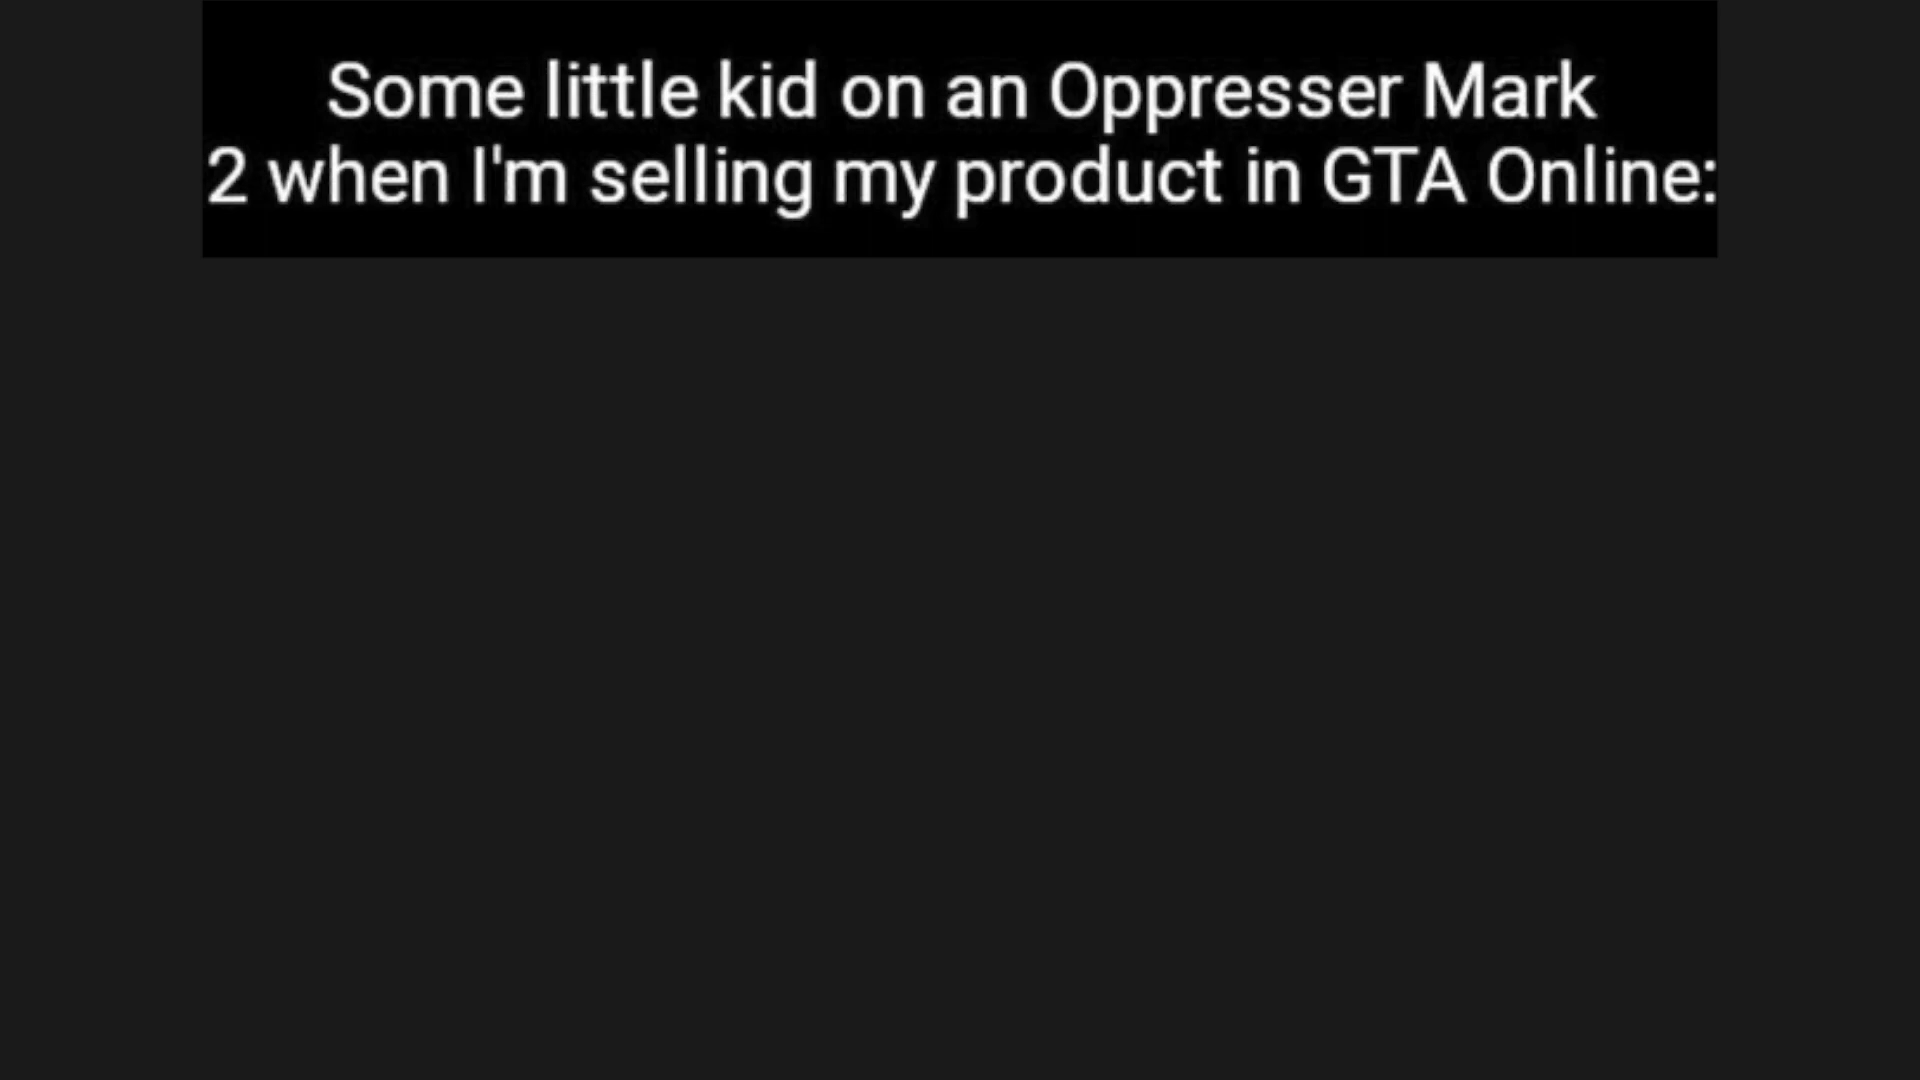 Some little kid on an Oppresser Mark
2 when I'm selling my product in GTA Online: